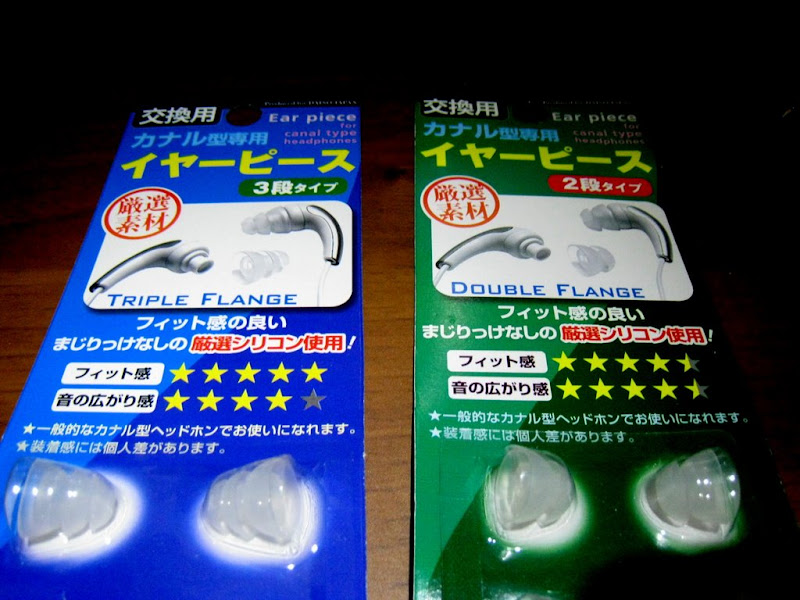 交換用
Ear piece
for
canal type
headphones
カナル型専用
イヤーピース
3段タイプ
厳選
素材
TRIPLE FLANGE
フィット感の良い
まじりっけなしの 厳選シリコン使用!
フィット感 ★★★★★
音の広がり感 ★★★★★
★一般的なカナル型ヘッドホンでお使いになれます。
★装着感には個人差があります。
交換用
Ear piece
for
canal type
headphones
カナル型専用
イヤーピース
2段タイプ
厳選
素材
DOUBLE FLANGE
フィット感の良い
まじりっけなしの 厳選シリコン使用!
フィット感 ★★★★★
音の広がり感 ★★★★★
★一般的なカナル型ヘッドホンでお使いになれます。
★装着感には個人差があります。